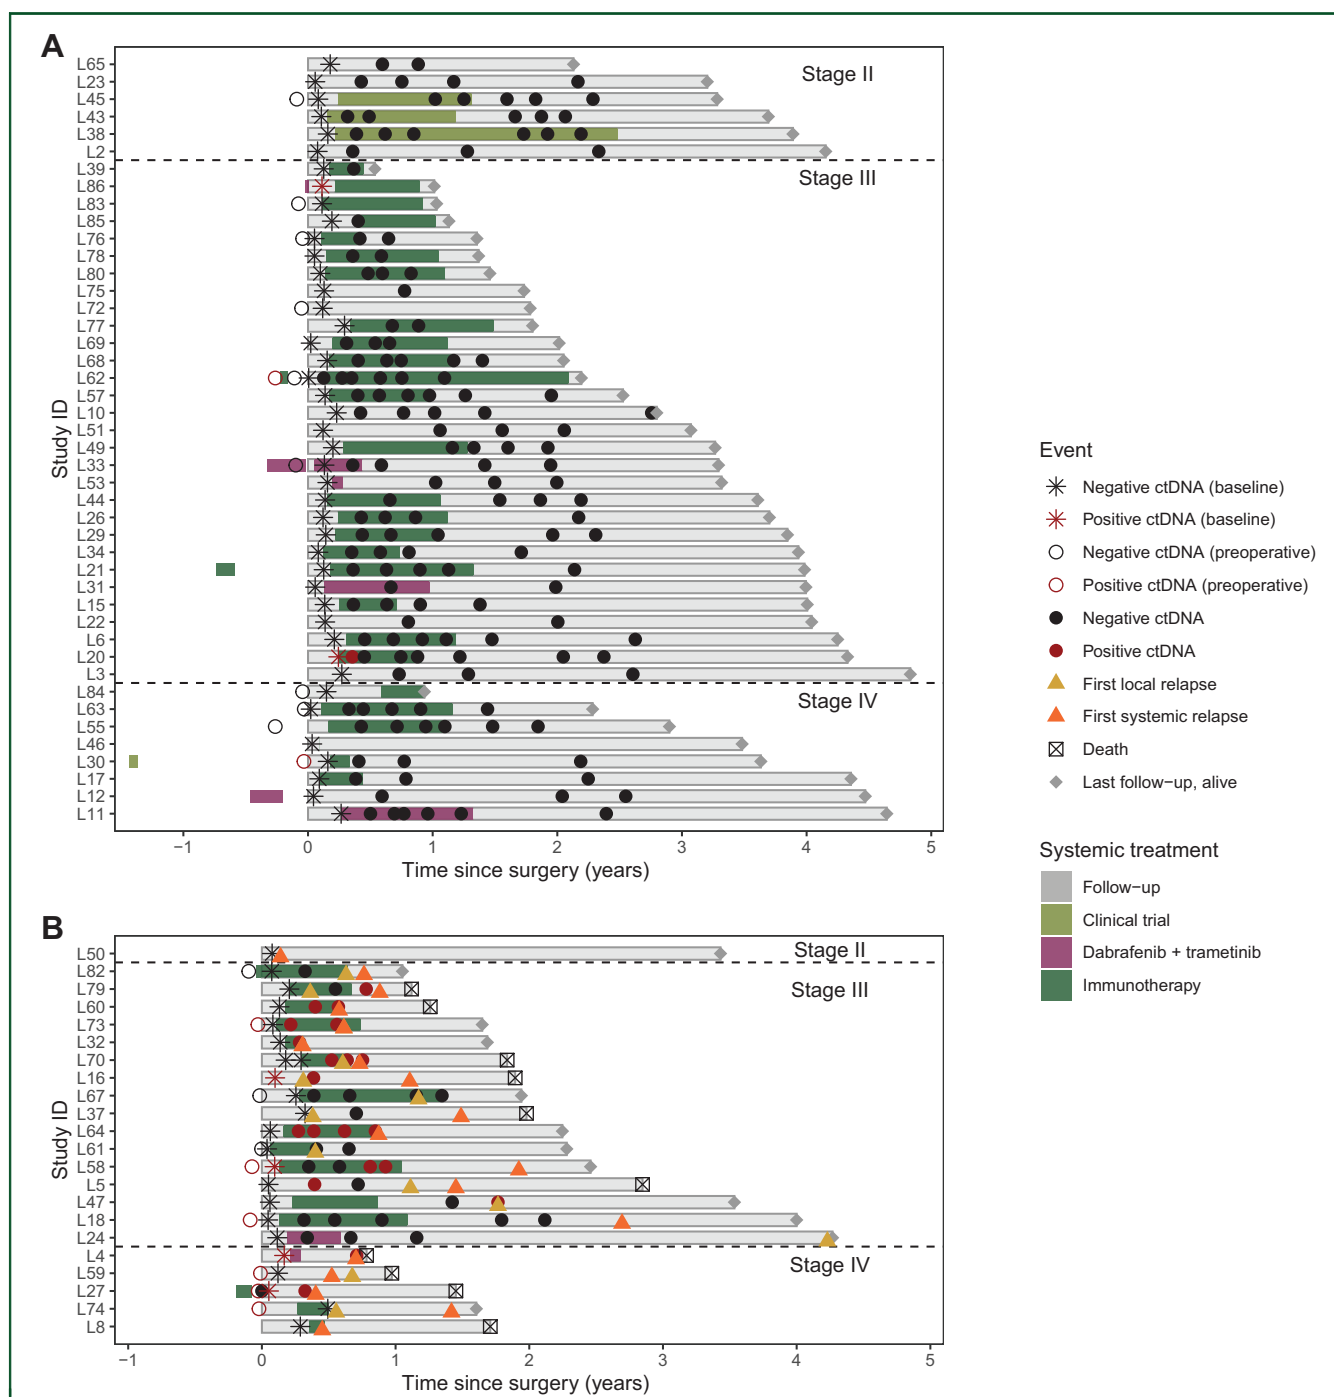 A
L65
Stage II
L23
L45
L43
L38
L2
L39
Stage III
L86
L83
L85
L76
L78
L80
L75
L72
L77
L69
L68
L62
L57
L10
L51
L49
L33
L53
L44
L26
L29
L34
L21
L31
L15
L22
L6
L20
L3
L84
Stage IV
L63
L55
L46
L30
L17
L12
L11
Study ID
−1 0 1 2 3 4 5
Time since surgery (years)
B
L50
Stage II
L82
L79
Stage III
L60
L73
L32
L70
L16
L67
L37
L64
L61
L58
L5
L47
L18
L24
L4
Stage IV
L59
L27
L74
L8
Study ID
−1 0 1 2 3 4 5
Time since surgery (years)
Event
Negative ctDNA (baseline)
Positive ctDNA (baseline)
Negative ctDNA (preoperative)
Positive ctDNA (preoperative)
Negative ctDNA
Positive ctDNA
First local relapse
First systemic relapse
Death
Last follow−up, alive
Systemic treatment
Follow−up
Clinical trial
Dabrafenib + trametinib
Immunotherapy